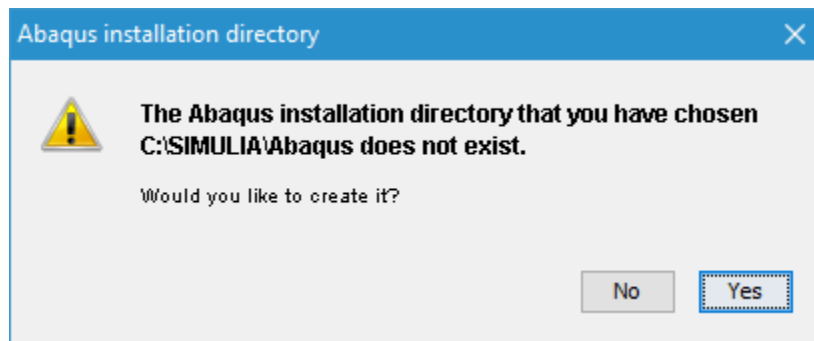 Abaqus installation directory
The Abaqus installation directory that you have chosen
C:\SIMULIA\Abaqus does not exist.
Would you like to create it?
No Yes